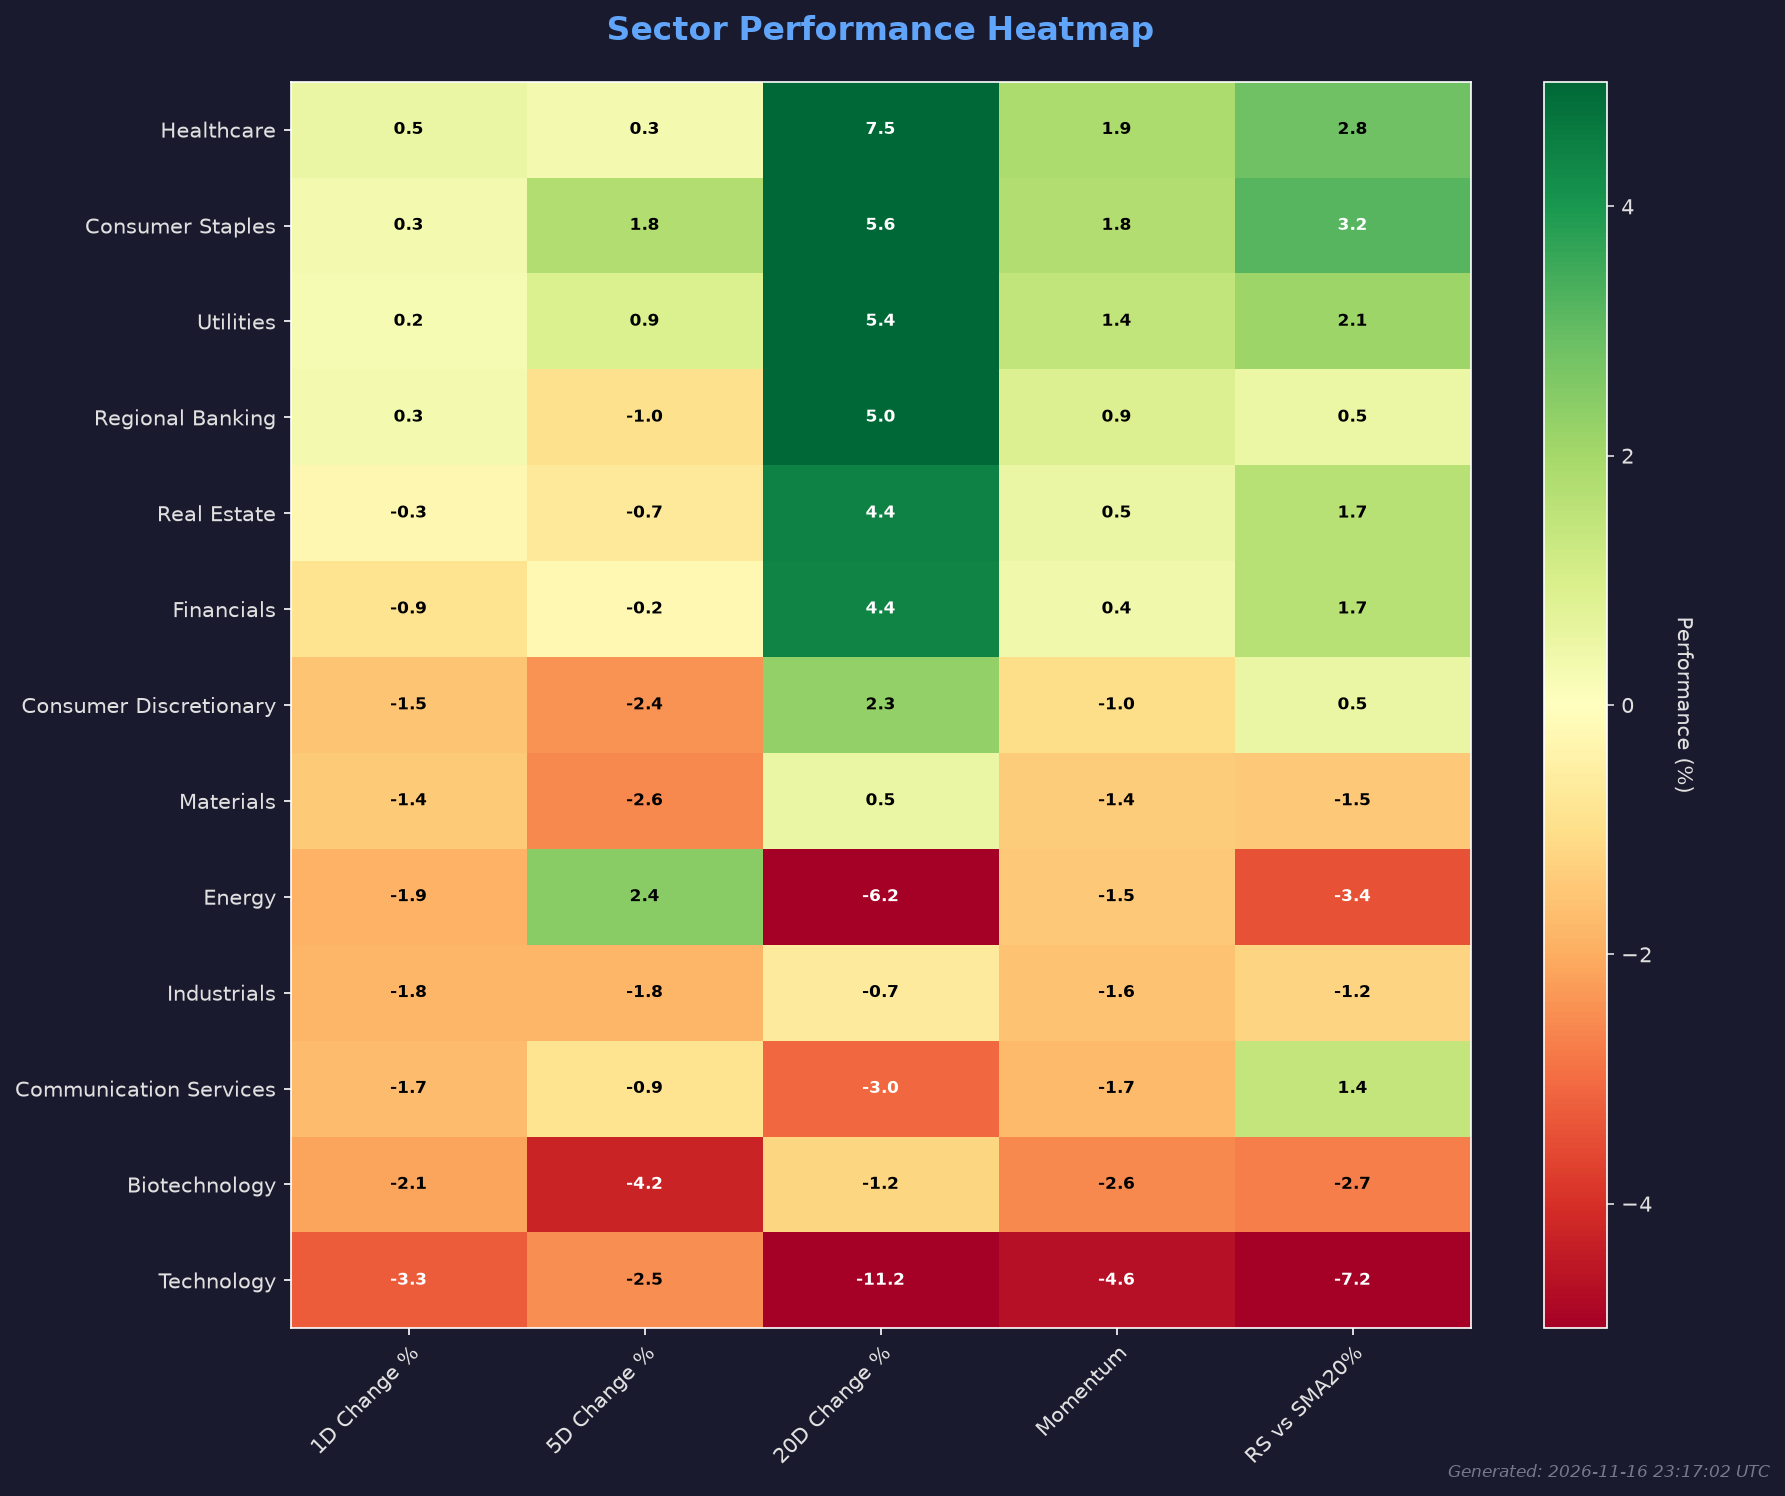 Sector Performance Heatmap
Healthcare 0.5 0.3 7.5 1.9 2.8
Consumer Staples 0.3 1.8 5.6 1.8 3.2
Utilities 0.2 0.9 5.4 1.4 2.1
Regional Banking 0.3 -1.0 5.0 0.9 0.5
Real Estate -0.3 -0.7 4.4 0.5 1.7
Financials -0.9 -0.2 4.4 0.4 1.7
Consumer Discretionary -1.5 -2.4 2.3 -1.0 0.5
Materials -1.4 -2.6 0.5 -1.4 -1.5
Energy -1.9 2.4 -6.2 -1.5 -3.4
Industrials -1.8 -1.8 -0.7 -1.6 -1.2
Communication Services -1.7 -0.9 -3.0 -1.7 1.4
Biotechnology -2.1 -4.2 -1.2 -2.6 -2.7
Technology -3.3 -2.5 -11.2 -4.6 -7.2
1D Change % 5D Change % 20D Change % Momentum RS vs SMA20%
4
2
0
−2
−4
Performance (%)
Generated: 2026-11-16 23:17:02 UTC